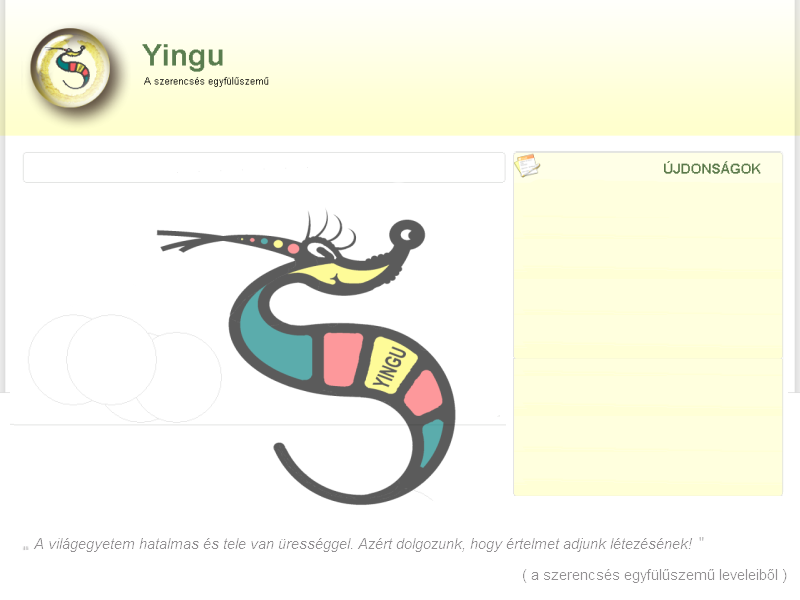 Yingu
A szerencsés egyfülűszemű
ÚJDONSÁGOK
YINGU
„ A világegyetem hatalmas és tele van ürességgel. Azért dolgozunk, hogy értelmet adjunk létezésének! ”
( a szerencsés egyfülűszemű leveleiből )